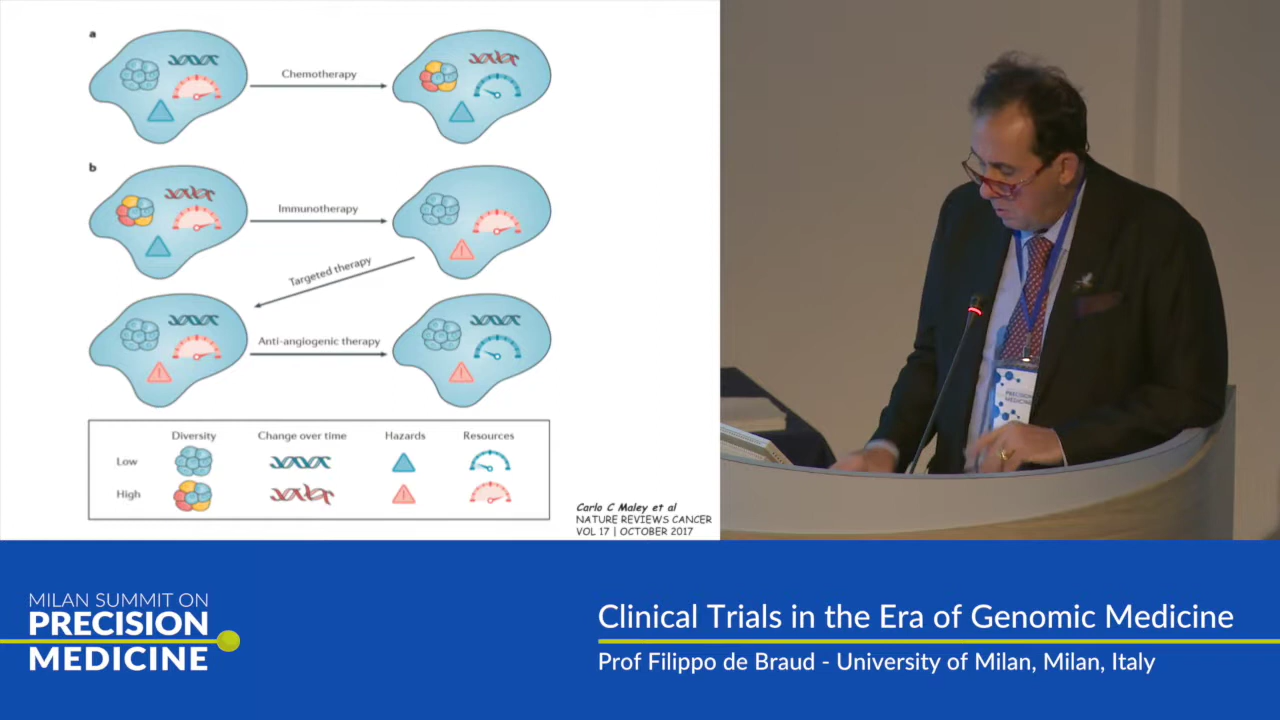 a
Chemotherapy
b
Immunotherapy
Targeted therapy
Anti-angiogenic therapy
Diversity Change over time Hazards Resources
Low
High
Carlo C Maley et al
NATURE REVIEWS CANCER
VOL 17 | OCTOBER 2017
PRECISION
MEDICINE
MILAN SUMMIT ON
PRECISION
MEDICINE
Clinical Trials in the Era of Genomic Medicine
Prof Filippo de Braud - University of Milan, Milan, Italy